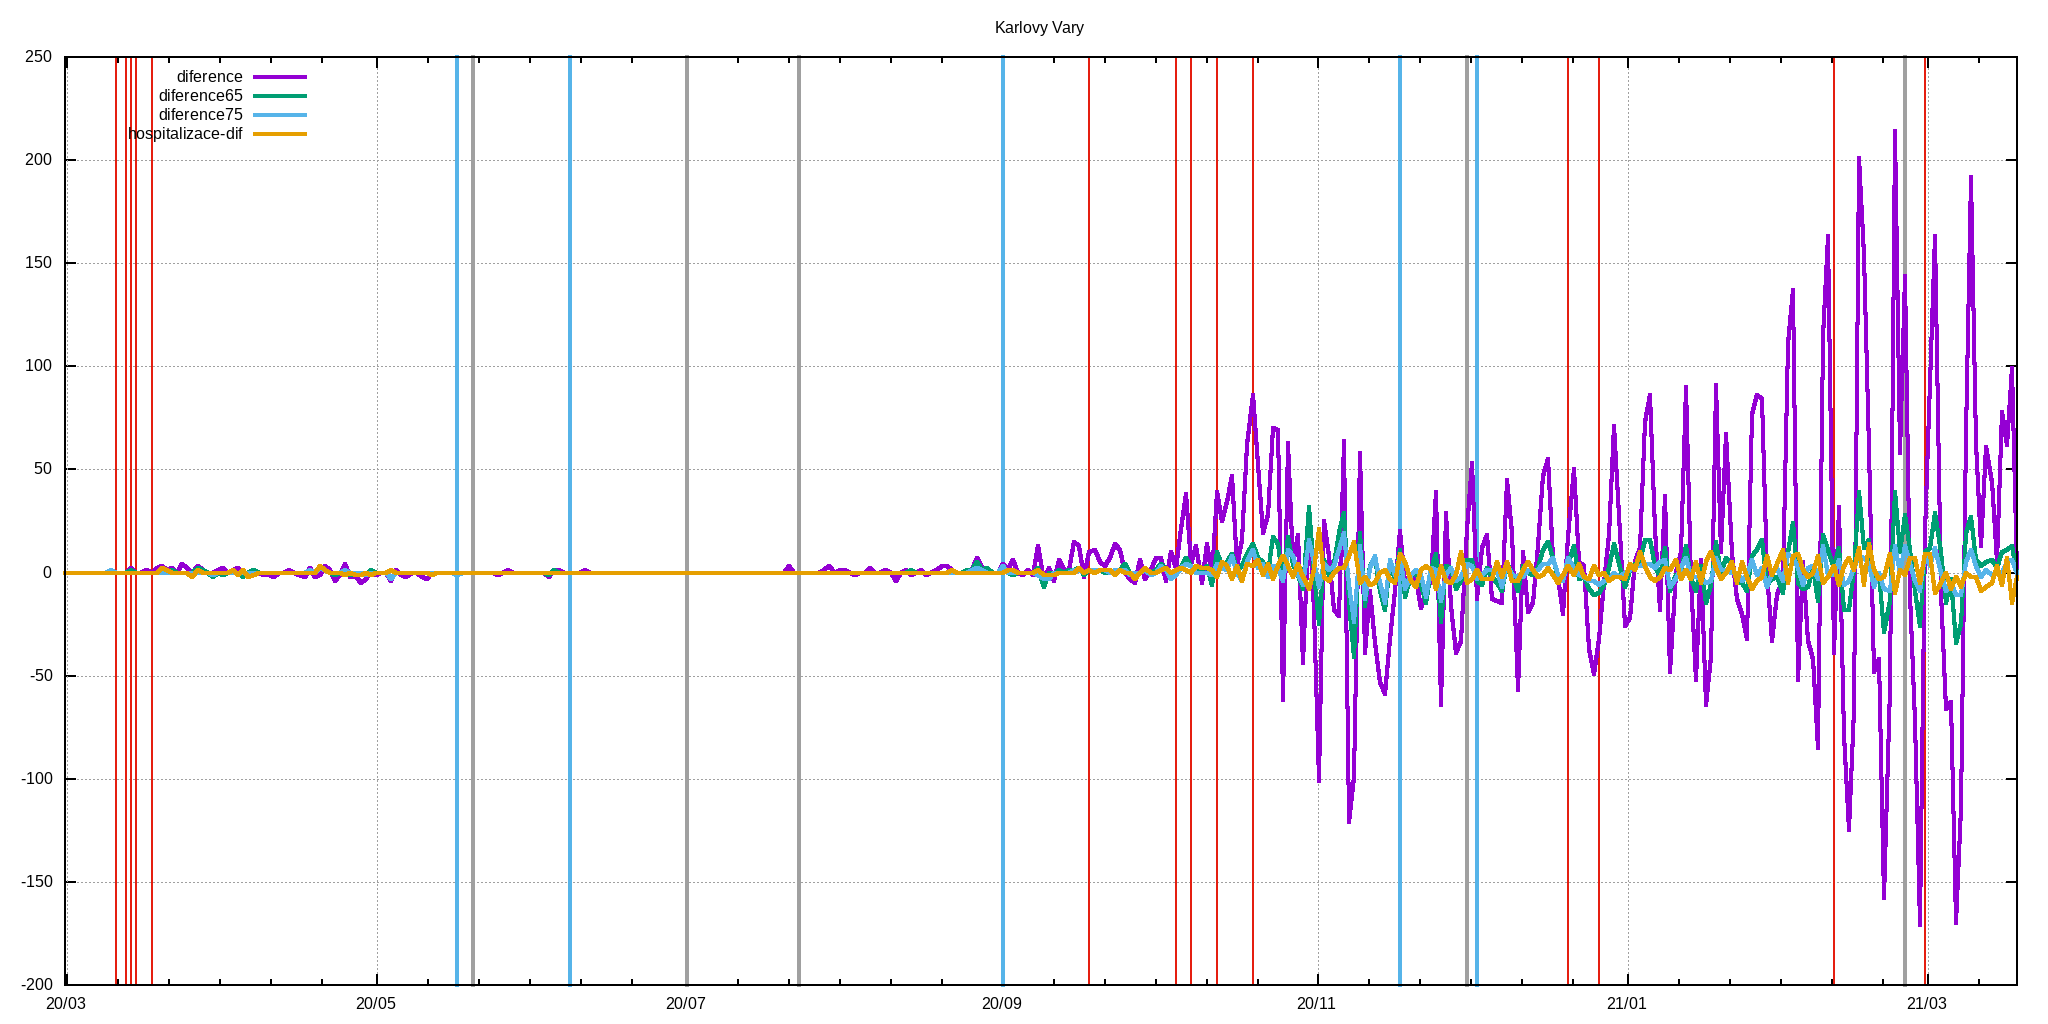 Karlovy Vary
250
diference
diference65
diference75
hospitalizace-dif
200
150
100
50
0
-50
-100
-150
-200
20/03 20/05 20/07 20/09 20/11 21/01 21/03